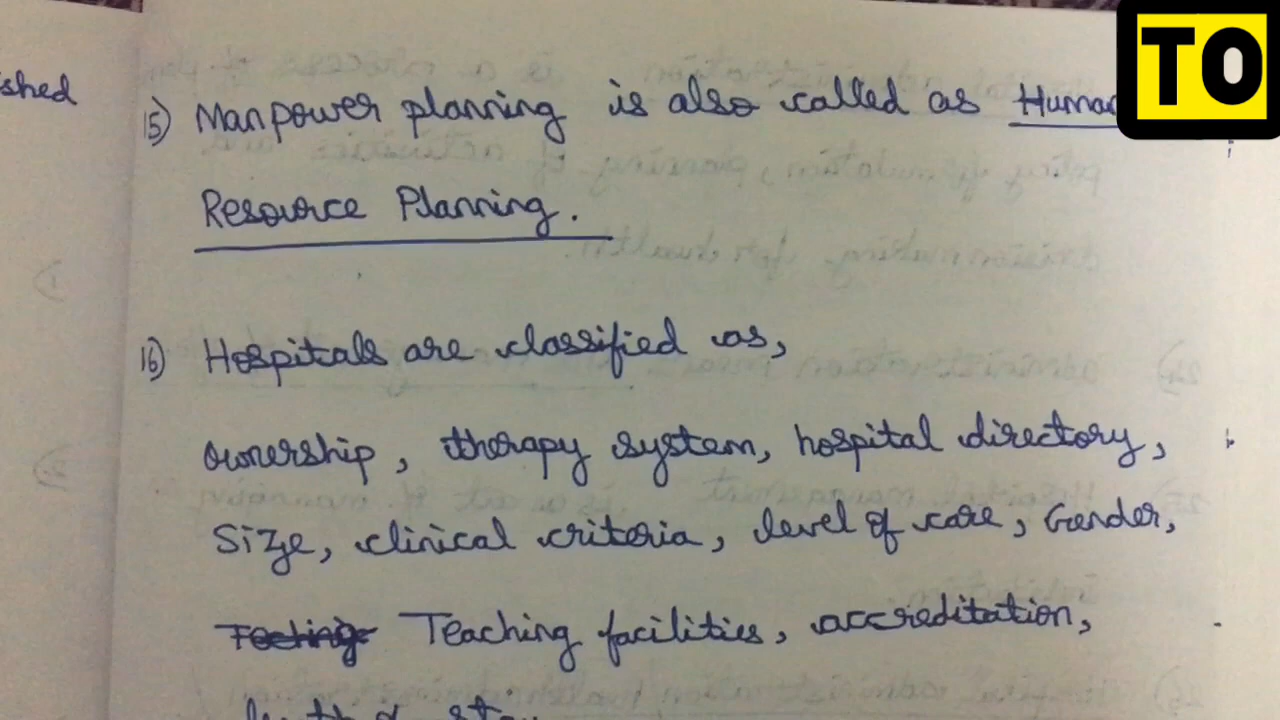 TO
shed
15) Manpower planning is also called as Human
Resource Planning.
16) Hospitals are classified as,
ownership, therapy system, hospital directory,
Size, clinical criteria, level of care, Gender,
Teaching facilities, accreditation,